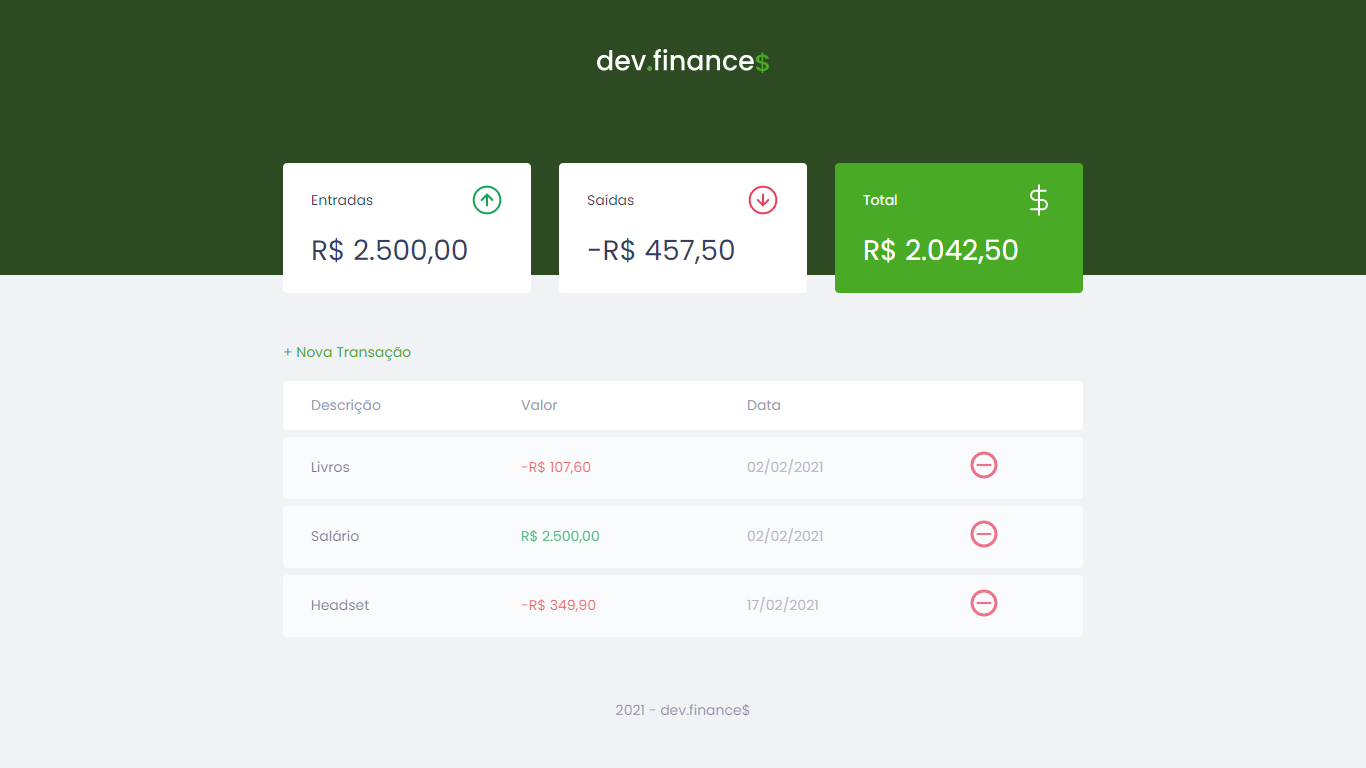 dev.finance$
Entradas
R$ 2.500,00
Saídas
-R$ 457,50
Total
R$ 2.042,50
+ Nova Transação
Descrição Valor Data
Livros -R$ 107,60 02/02/2021
Salário R$ 2.500,00 02/02/2021
Headset -R$ 349,90 17/02/2021
2021 - dev.finance$